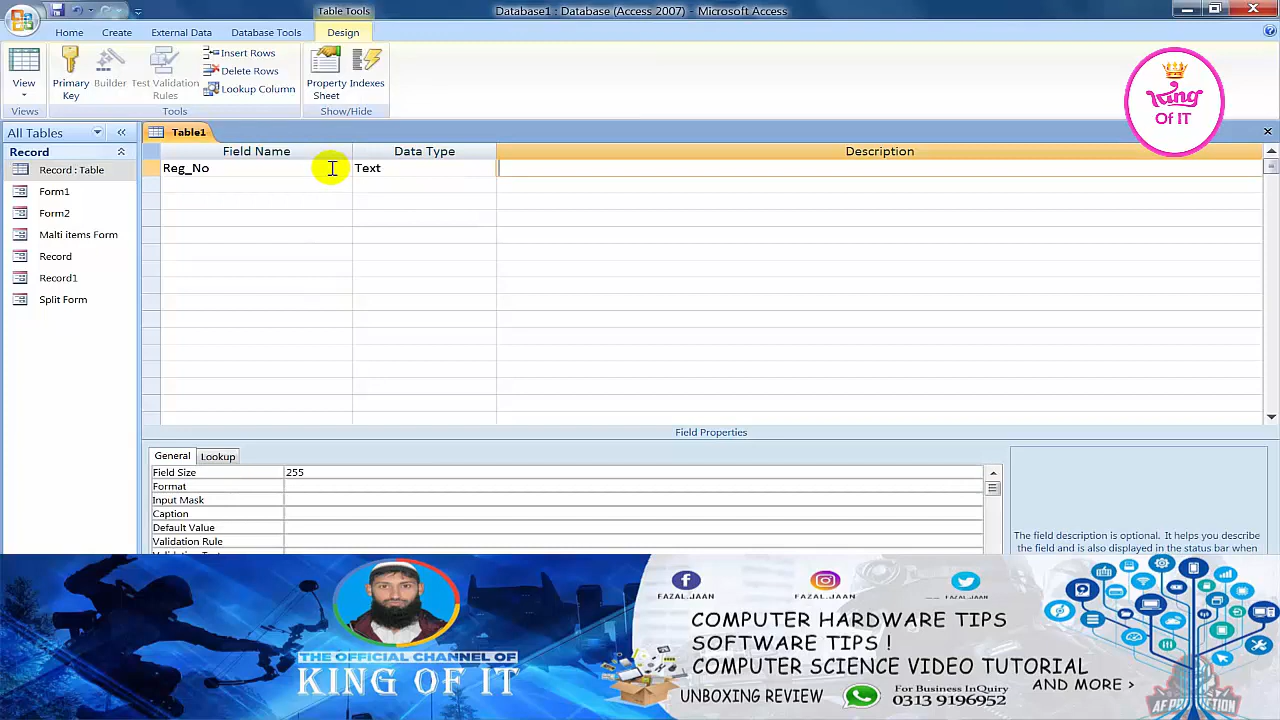 Table Tools
Database1 : Database (Access 2007) - Microsoft Access
Home Create External Data Database Tools Design
View
Primary Key
Builder
Test Validation Rules
Insert Rows
Delete Rows
Lookup Column
Property Sheet
Indexes
Views
Tools
Show/Hide
King
Of IT
All Tables
Table1
Record
Record : Table
Form1
Form2
Malti items Form
Record
Record1
Split Form
Field Name Data Type Description
Reg_No Text
Field Properties
General Lookup
Field Size 255
Format
Input Mask
Caption
Default Value
Validation Rule
The field description is optional. It helps you describe
the field and is also displayed in the status bar when
THE OFFICIAL CHANNEL OF
KING OF IT
FAZAL.JAAN FAZAL.JAAN FAZAL.JAAN
COMPUTER HARDWARE TIPS
SOFTWARE TIPS !
COMPUTER SCIENCE VIDEO TUTORIAL
AND MORE >
UNBOXING REVIEW
For Business InQuiry
0313 9196952
AF PRODUCTION